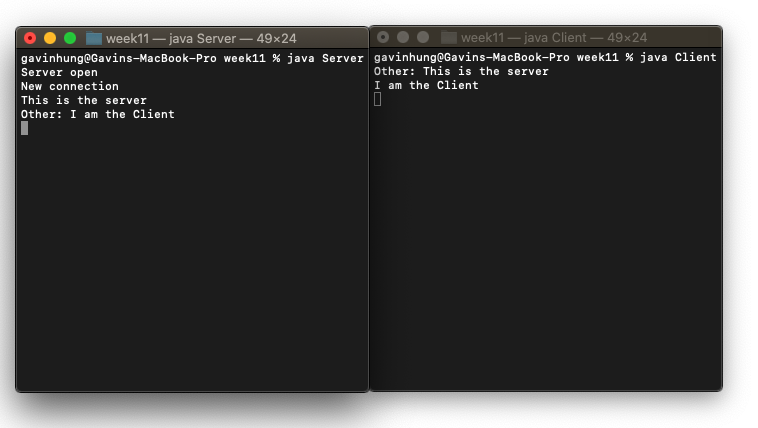 week11 — java Server — 49×24
gavinhung@Gavins-MacBook-Pro week11 % java Server
Server open
New connection
This is the server
Other: I am the Client
week11 — java Client — 49×24
gavinhung@Gavins-MacBook-Pro week11 % java Client
Other: This is the server
I am the Client